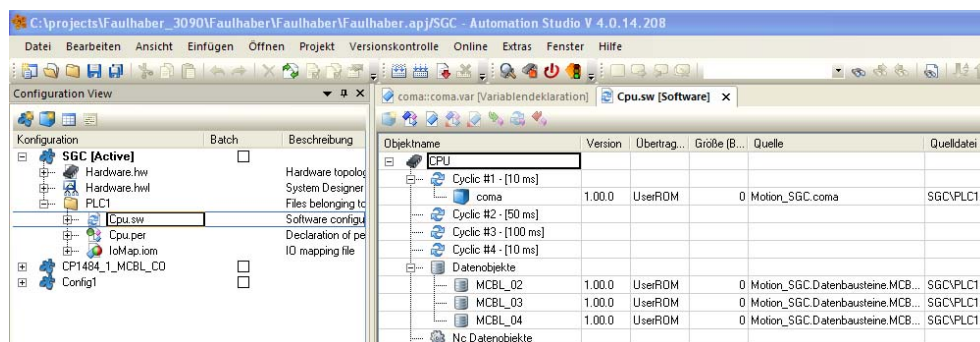 C:\projects/Faulhaber_3090\Faulhaber/Faulhaber/Faulhaber.apj/SGC - Automation Studio V 4.0.14.208
Datei Bearbeiten Ansicht Einfügen Öffnen Projekt Versionskontrolle Online Extras Fenster Hilfe
Configuration View
coma::coma.var [Variablendeklaration] Cpu.sw [Software] X
Konfiguration Batch Beschreibung
SGC [Active]
Hardware.hw Hardware topolog
Hardware.hwl System Designer
PLC1 Files belonging to
Cpu.sw Software configu
Cpu.per Declaration of pe
IoMap.iom IO mapping file
CP1484_1_MCBL_CO
Config1
Objektname Version Übertrag... Größe (B... Quelle Quelldatei
CPU
Cyclic #1 - [10 ms]
coma 1.00.0 UserROM 0 Motion_SGC.coma SGC\PLC1
Cyclic #2 - [50 ms]
Cyclic #3 - [100 ms]
Cyclic #4 - [10 ms]
Datenobjekte
MCBL_02 1.00.0 UserROM 0 Motion_SGC.Datenbausteine.MCB... SGC\PLC1
MCBL_03 1.00.0 UserROM 0 Motion_SGC.Datenbausteine.MCB... SGC\PLC1
MCBL_04 1.00.0 UserROM 0 Motion_SGC.Datenbausteine.MCB... SGC\PLC1
Nc Datenobjekte